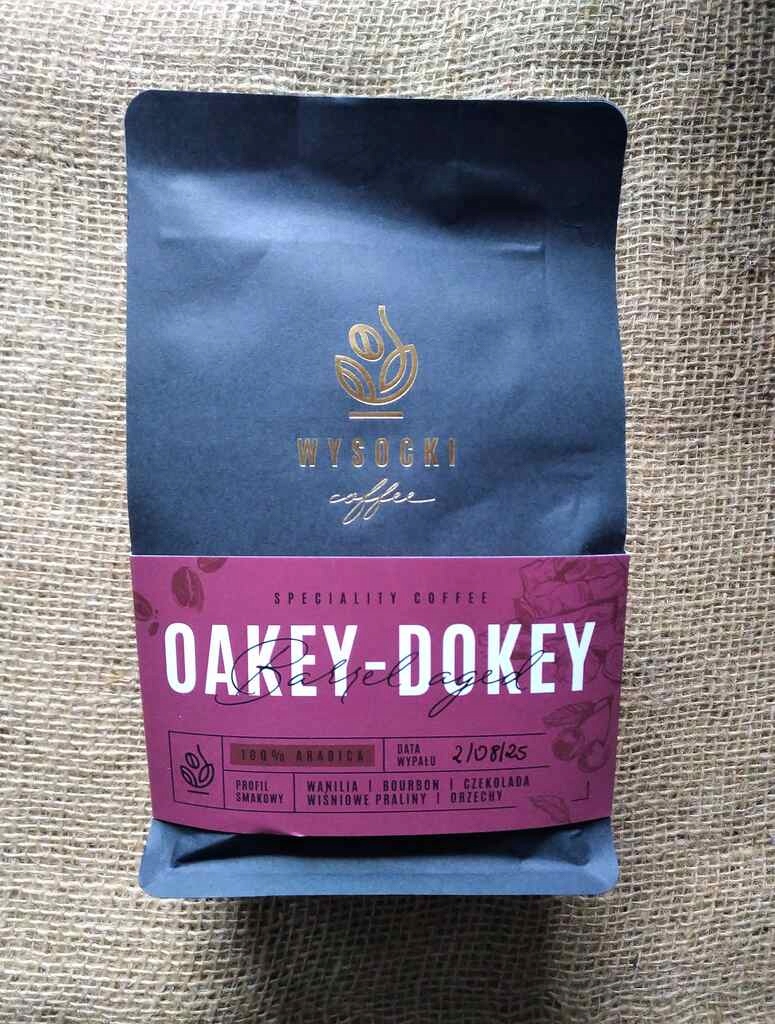 WYSOCKI
coffee
SPECIALITY COFFEE
OAKEY-DOKEY
Barrel aged
100% ARABICA
DATA
WYPAŁU
2/08/25
PROFIL
SMAKOWY
WANILIA | BOURBON | CZEKOLADA
WIŚNIOWE PRALINY | ORZECHY